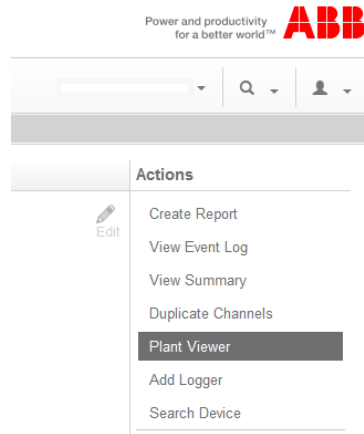 Power and productivity
for a better world™
ABB
Actions
Edit
Create Report
View Event Log
View Summary
Duplicate Channels
Plant Viewer
Add Logger
Search Device